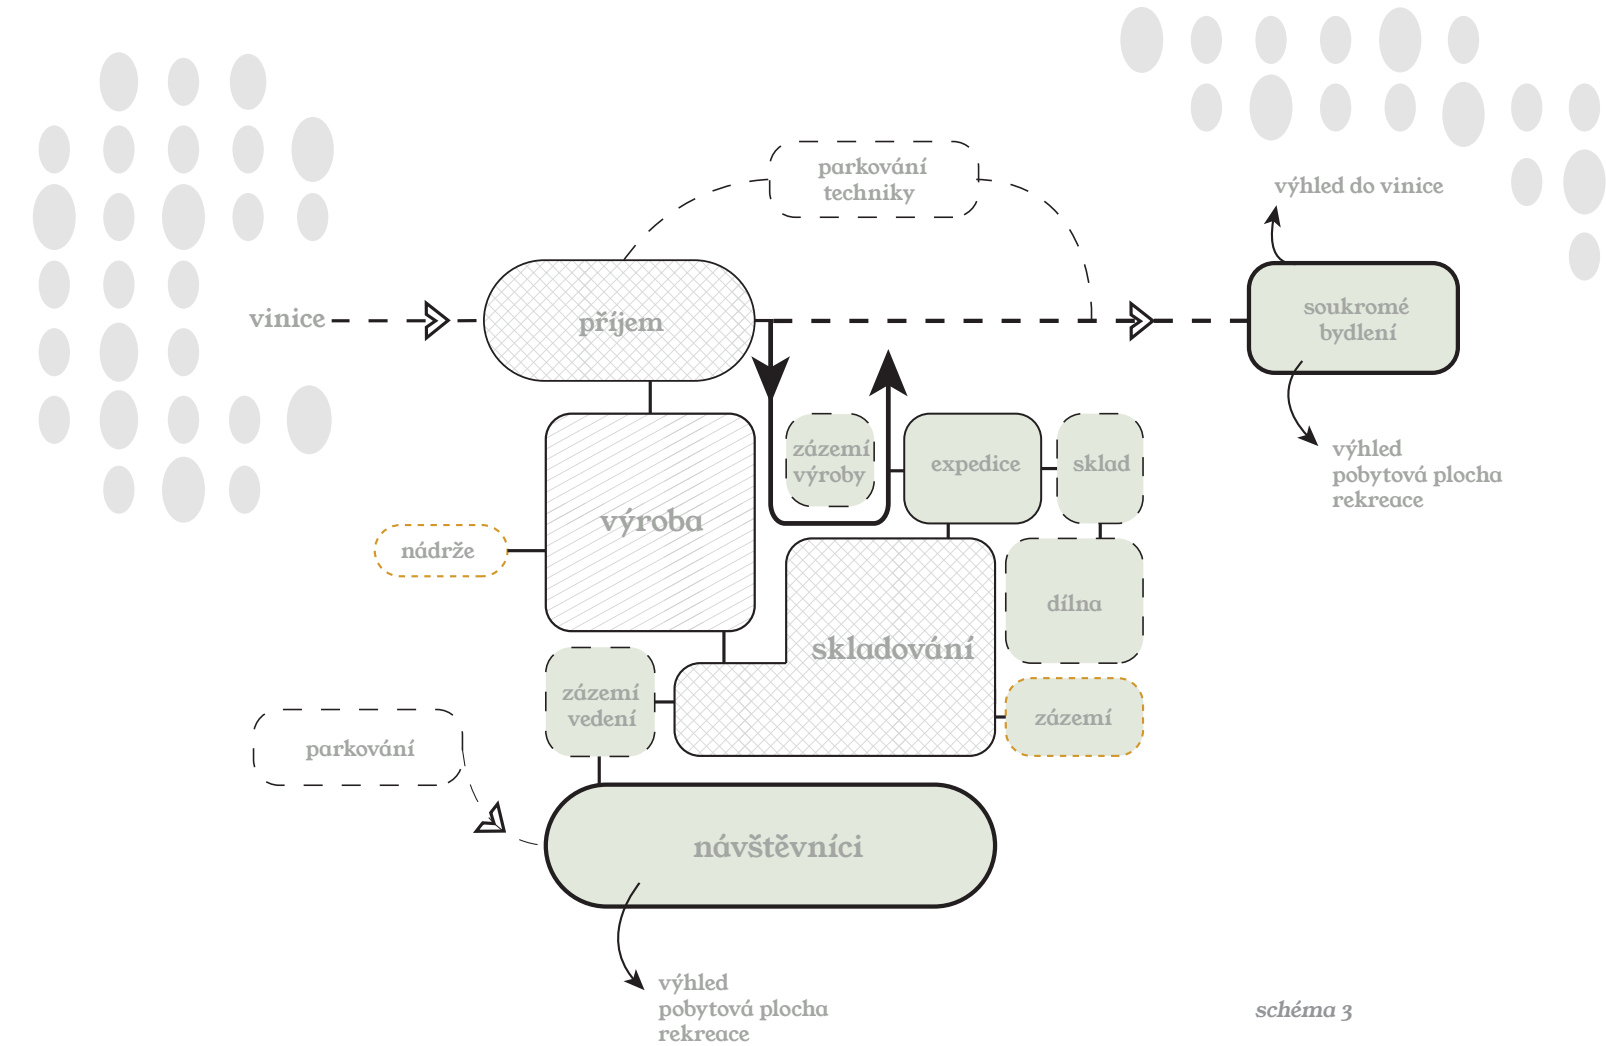 parkování
techniky
výhled do vinice
vinice
příjem
soukromé
bydlení
zázemí
výroby
expedice
sklad
výhled
pobytová plocha
rekreace
výroba
nádrže
dílna
skladování
zázemí
vedení
zázemí
parkování
návštěvníci
výhled
pobytová plocha
rekreace
schéma 3